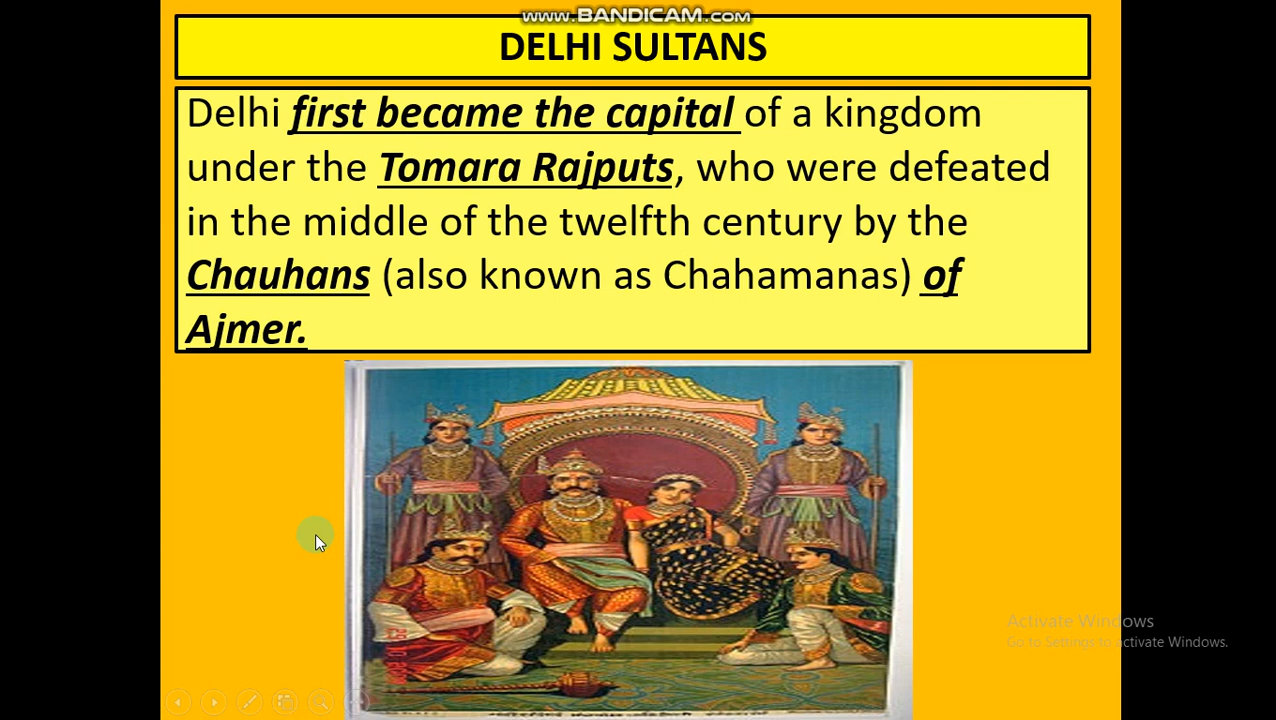 www.BANDICAM.com
DELHI SULTANS
Delhi first became the capital of a kingdom
under the Tomara Rajputs, who were defeated
in the middle of the twelfth century by the
Chauhans (also known as Chahamanas) of
Ajmer.
Activate Windows
Go to Settings to activate Windows.